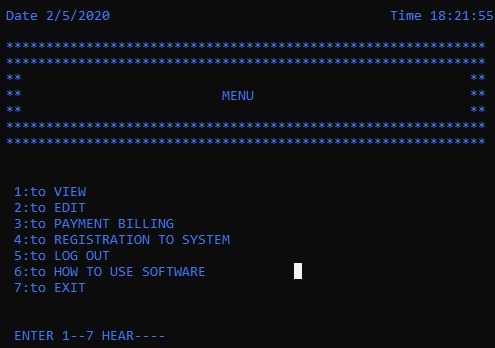 Date 2/5/2020 Time 18:21:55
************************************************************
************************************************************
** **
** MENU **
** **
************************************************************
************************************************************
1:to VIEW
2:to EDIT
3:to PAYMENT BILLING
4:to REGISTRATION TO SYSTEM
5:to LOG OUT
6:to HOW TO USE SOFTWARE
7:to EXIT
ENTER 1--7 HEAR----